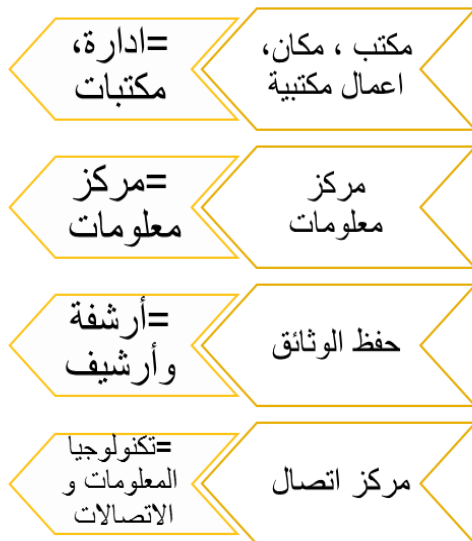 مكتب ، مكان،
اعمال مكتبية
=ادارة،
مكتبات
مركز
معلومات
=مركز
معلومات
حفظ الوثائق
=أرشفة
وأرشيف
مركز اتصال
=تكنولوجيا
المعلومات و
الاتصالات